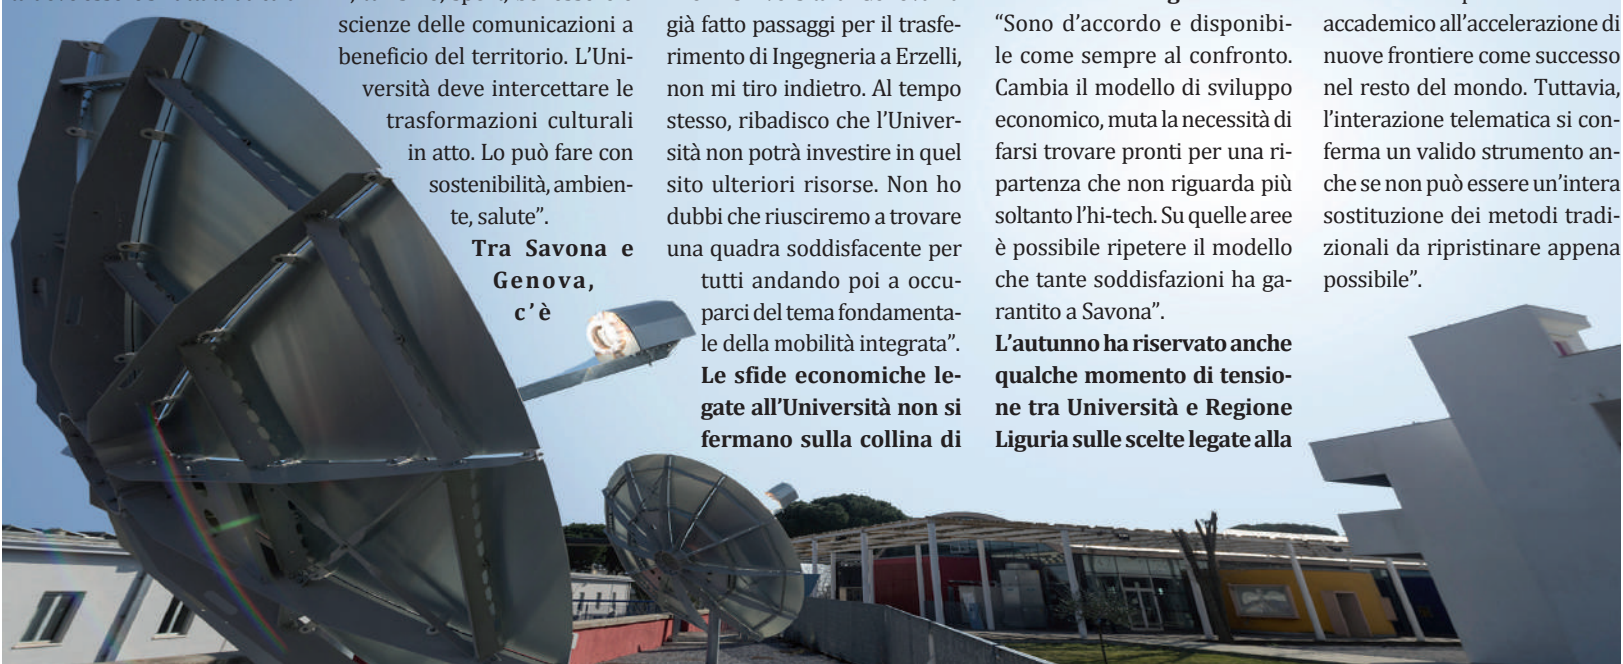 sport, benessere e
scienze delle comunicazioni a
beneficio del territorio. L’Uni-
versità deve intercettare le
trasformazioni culturali
in atto. Lo può fare con
sostenibilità, ambien-
te, salute”.
Tra Savona e
Genova,
c’è
già fatto passaggi per il trasfe-
rimento di Ingegneria a Erzelli,
non mi tiro indietro. Al tempo
stesso, ribadisco che l’Univer-
sità non potrà investire in quel
sito ulteriori risorse. Non ho
dubbi che riusciremo a trovare
una quadra soddisfacente per
tutti andando poi a occu-
parci del tema fondamenta-
le della mobilità integrata”.
Le sfide economiche le-
gate all’Università non si
fermano sulla collina di
“Sono d’accordo e disponibi-
le come sempre al confronto.
Cambia il modello di sviluppo
economico, muta la necessità di
farsi trovare pronti per una ri-
partenza che non riguarda più
soltanto l’hi-tech. Su quelle aree
è possibile ripetere il modello
che tante soddisfazioni ha ga-
rantito a Savona”.
L’autunno ha riservato anche
qualche momento di tensio-
ne tra Università e Regione
Liguria sulle scelte legate alla
accademico all’accelerazione di
nuove frontiere come successo
nel resto del mondo. Tuttavia,
l’interazione telematica si con-
ferma un valido strumento an-
che se non può essere un’intera
sostituzione dei metodi tradi-
zionali da ripristinare appena
possibile”.